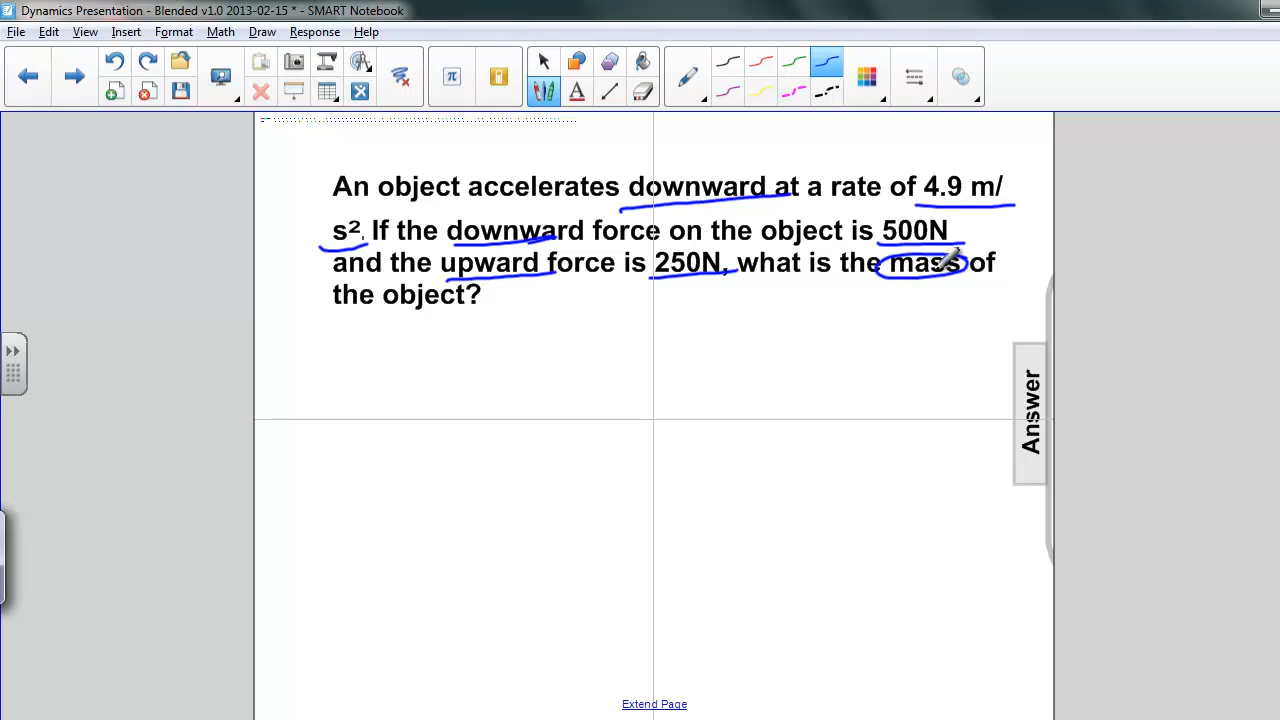 Dynamics Presentation - Blended v1.0 2013-02-15 * - SMART Notebook
File Edit View Insert Format Math Draw Response Help
π
A
An object accelerates downward at a rate of 4.9 m/
s². If the downward force on the object is 500N
and the upward force is 250N, what is the mass of
the object?
Answer
Extend Page